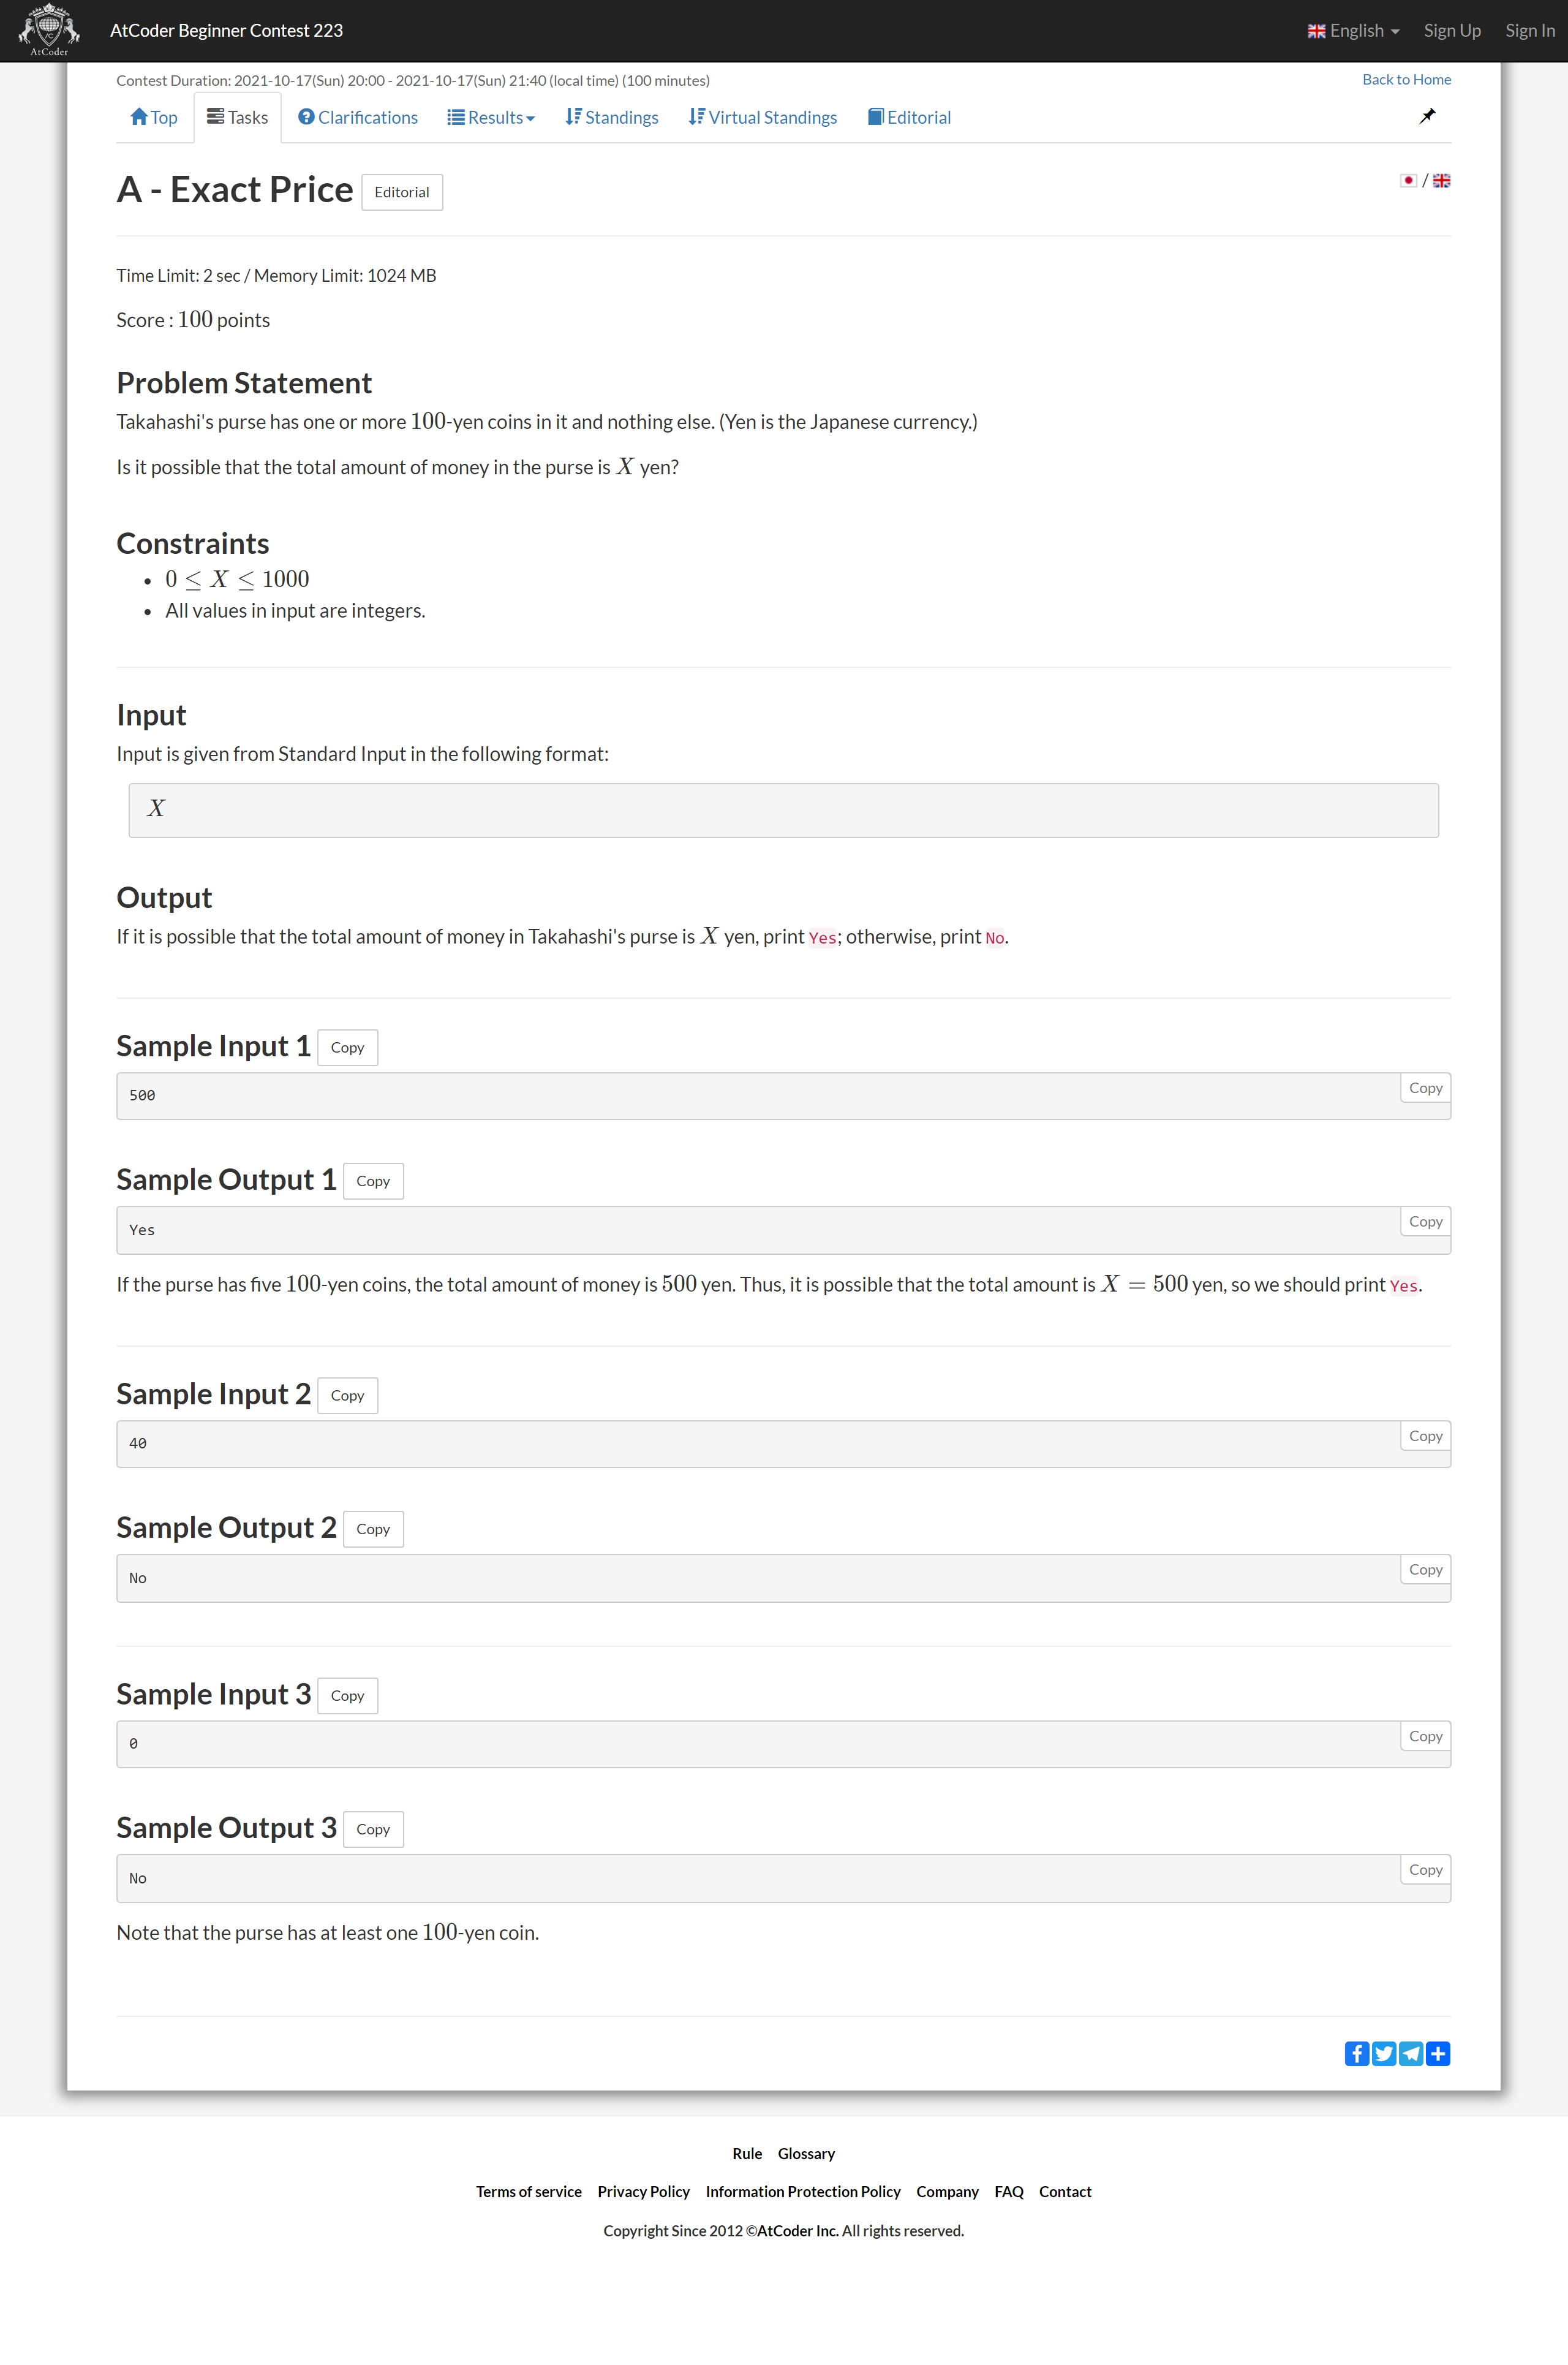 AtCoder
AtCoder Beginner Contest 223
English
Sign Up
Sign In
Contest Duration: 2021-10-17(Sun) 20:00 - 2021-10-17(Sun) 21:40 (local time) (100 minutes)
Back to Home
Top
Tasks
Clarifications
Results
Standings
Virtual Standings
Editorial
A - Exact Price
Editorial
/
Time Limit: 2 sec / Memory Limit: 1024 MB
Score : 100 points
Problem Statement
Takahashi's purse has one or more 100-yen coins in it and nothing else. (Yen is the Japanese currency.)
Is it possible that the total amount of money in the purse is X yen?
Constraints
• 0 ≤ X ≤ 1000
• All values in input are integers.
Input
Input is given from Standard Input in the following format:
X
Output
If it is possible that the total amount of money in Takahashi's purse is X yen, print Yes; otherwise, print No.
Sample Input 1
Copy
Copy
500
Sample Output 1
Copy
Copy
Yes
If the purse has five 100-yen coins, the total amount of money is 500 yen. Thus, it is possible that the total amount is X = 500 yen, so we should print Yes.
Sample Input 2
Copy
Copy
40
Sample Output 2
Copy
Copy
No
Sample Input 3
Copy
Copy
0
Sample Output 3
Copy
Copy
No
Note that the purse has at least one 100-yen coin.
Rule
Glossary
Terms of service
Privacy Policy
Information Protection Policy
Company
FAQ
Contact
Copyright Since 2012 ©AtCoder Inc. All rights reserved.